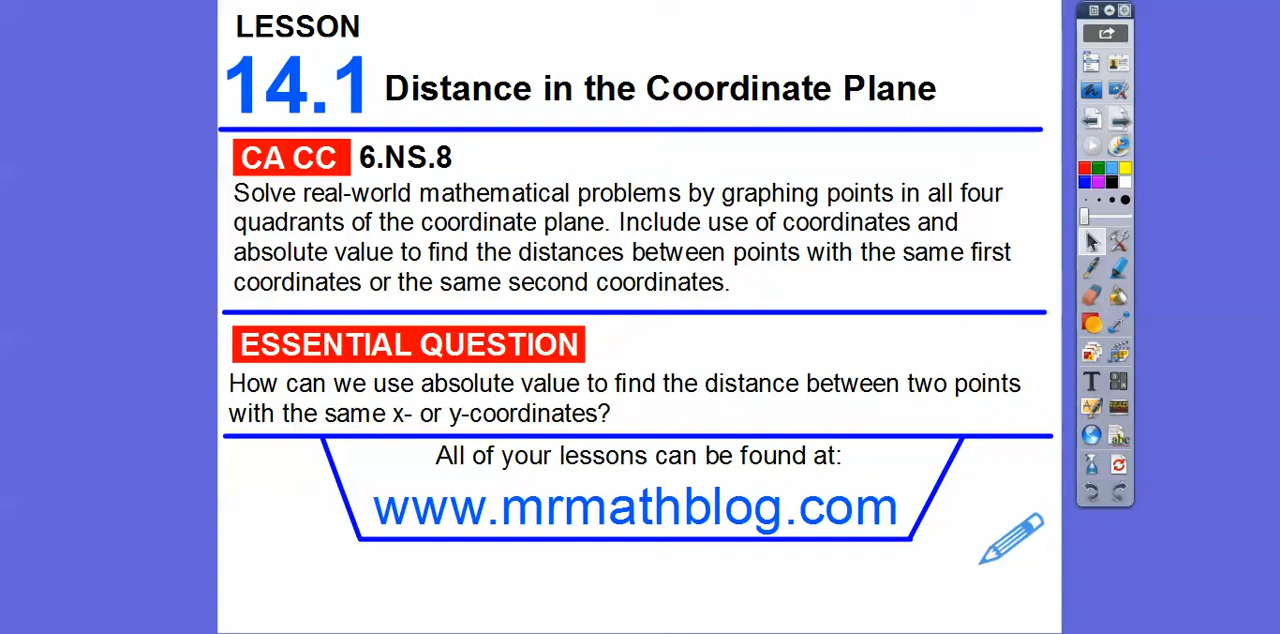 LESSON
14.1 Distance in the Coordinate Plane
CA CC 6.NS.8
Solve real-world mathematical problems by graphing points in all four
quadrants of the coordinate plane. Include use of coordinates and
absolute value to find the distances between points with the same first
coordinates or the same second coordinates.
ESSENTIAL QUESTION
How can we use absolute value to find the distance between two points
with the same x- or y-coordinates?
All of your lessons can be found at:
www.mrmathblog.com